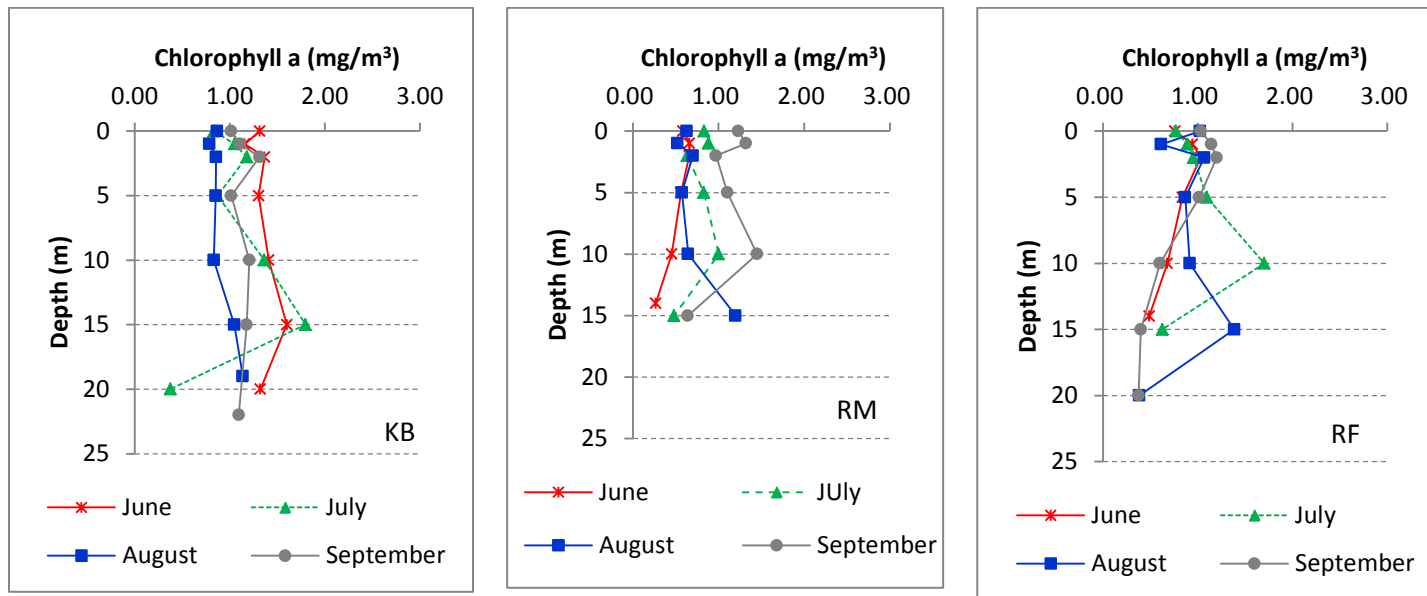 Chlorophyll a (mg/m³)
0.00 1.00 2.00 3.00
0
5
10
15
20
25
Depth (m)
KB
June July
August September
Chlorophyll a (mg/m³)
0.00 1.00 2.00 3.00
0
5
10
15
20
25
Depth (m)
RM
June JUly
August September
Chlorophyll a (mg/m³)
0.00 1.00 2.00 3.00
0
5
10
15
20
25
Depth (m)
RF
June July
August September